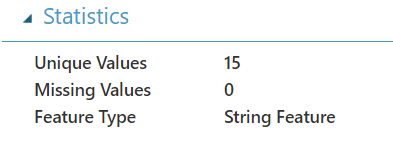 Statistics
Unique Values 15
Missing Values 0
Feature Type String Feature